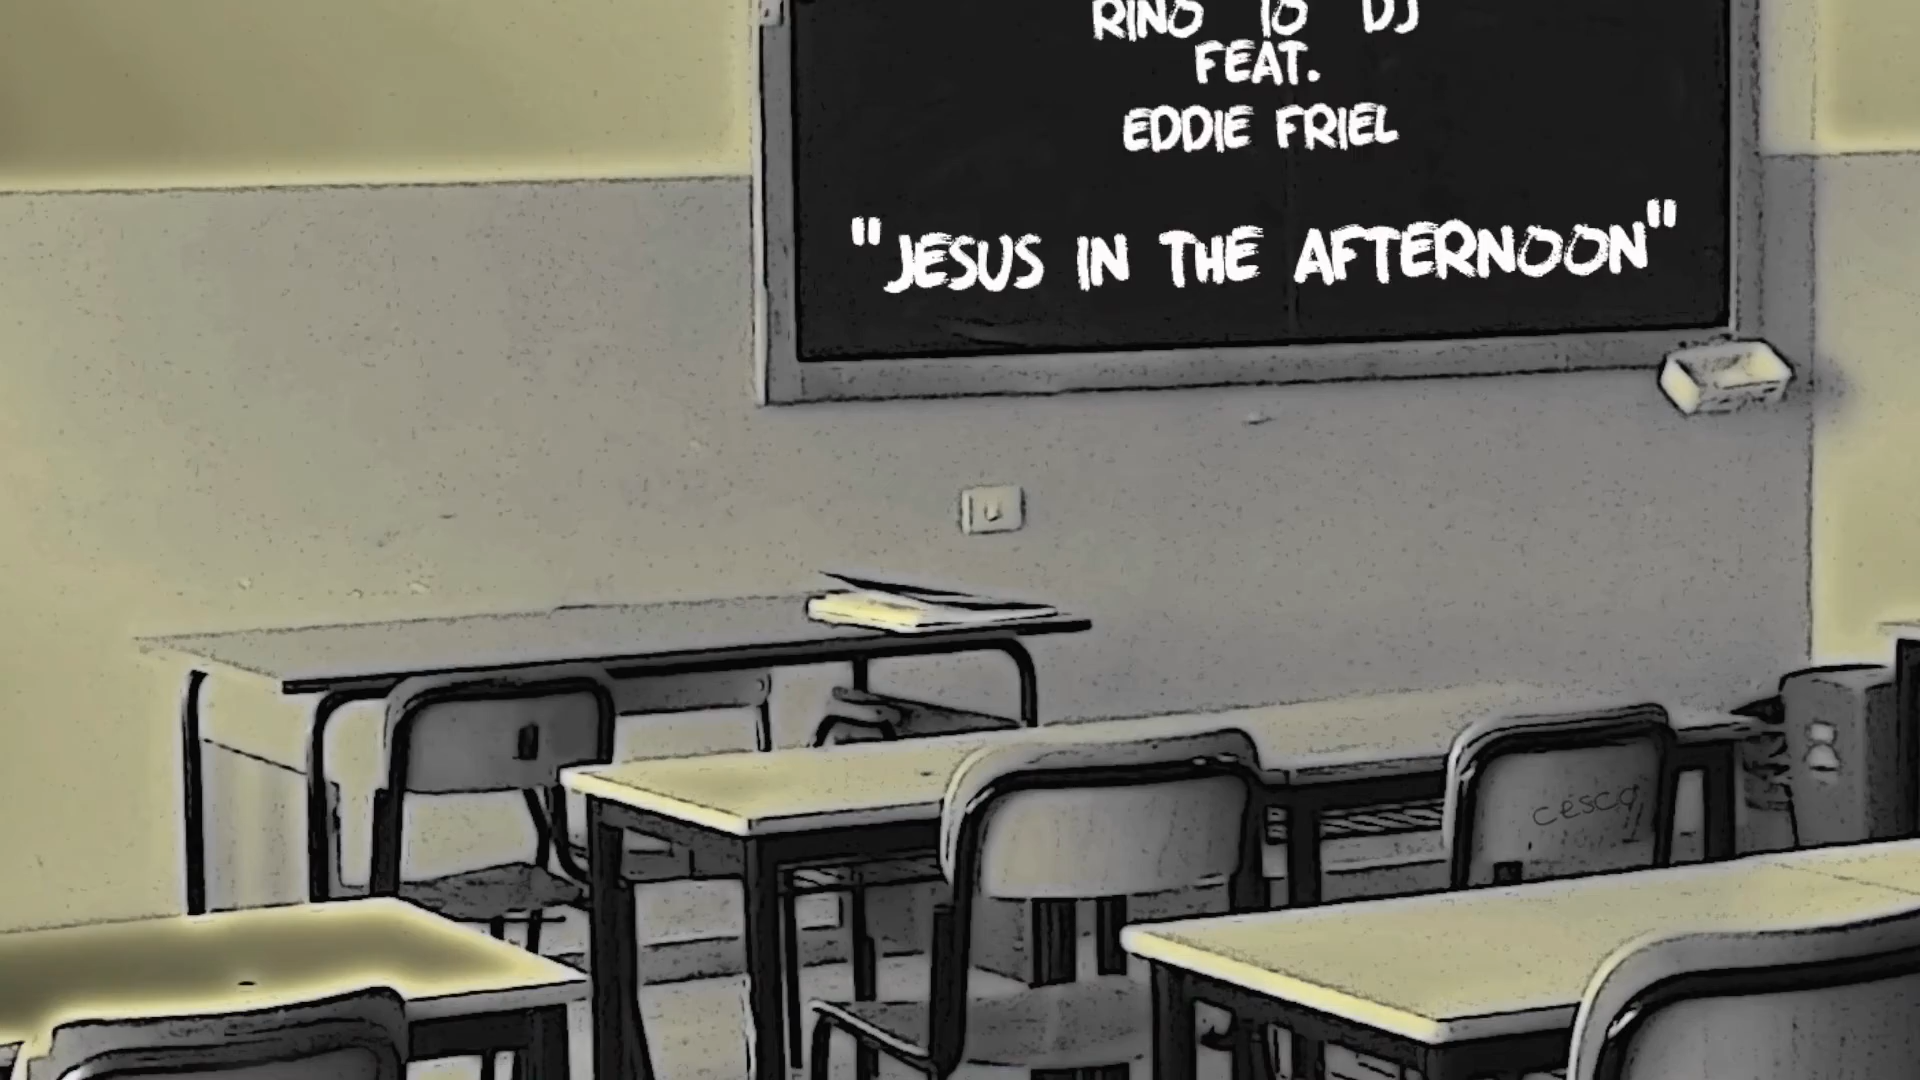 RINO IO DJ
FEAT.
EDDIE FRIEL
"JESUS IN THE AFTERNOON"
cesco